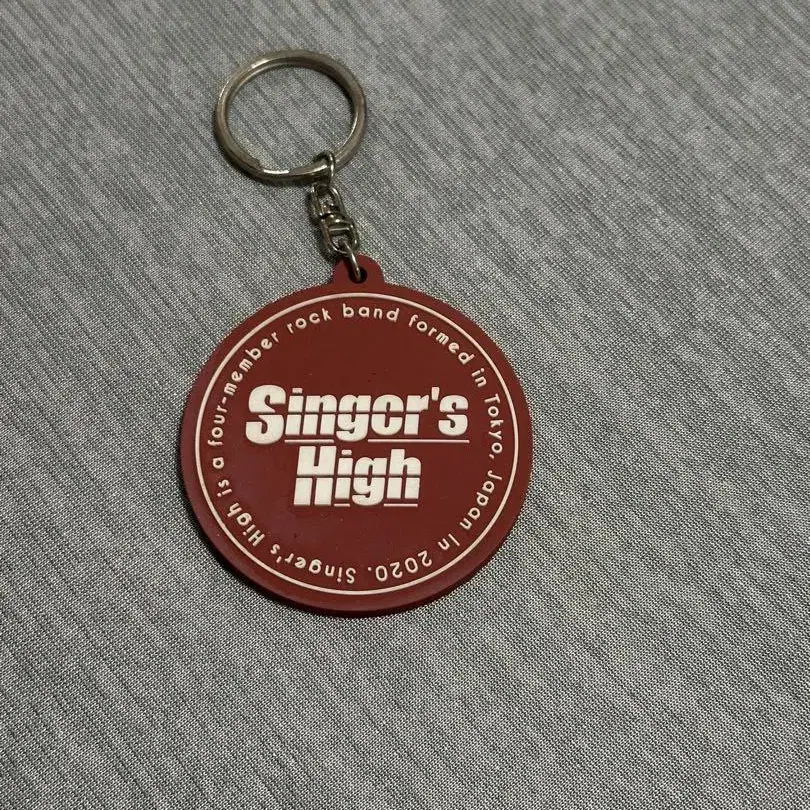 Singer's
High
Singer's High is a four-member rock band formed in Tokyo, Japan in 2020.